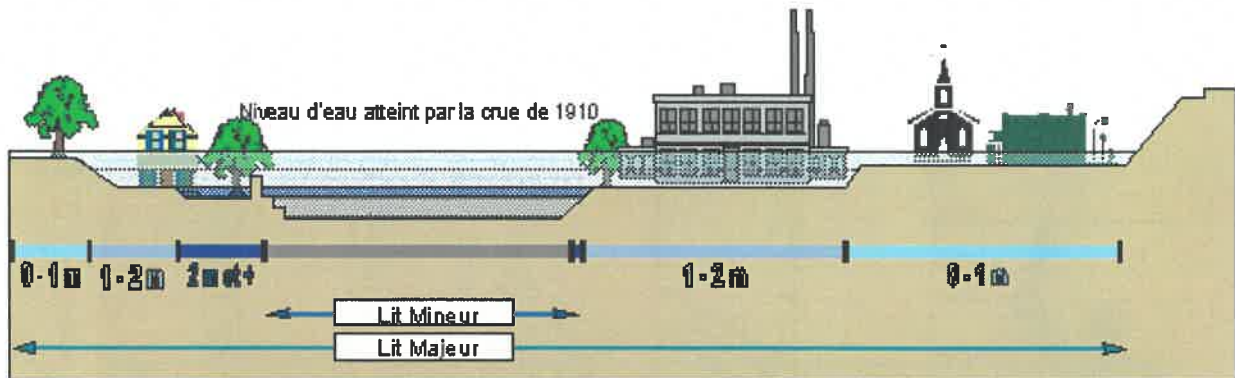 Niveau d'eau atteint par la crue de 1910
0-1m 1-2m 2m et+ 1-2m 0-1m
Lit Mineur
Lit Majeur